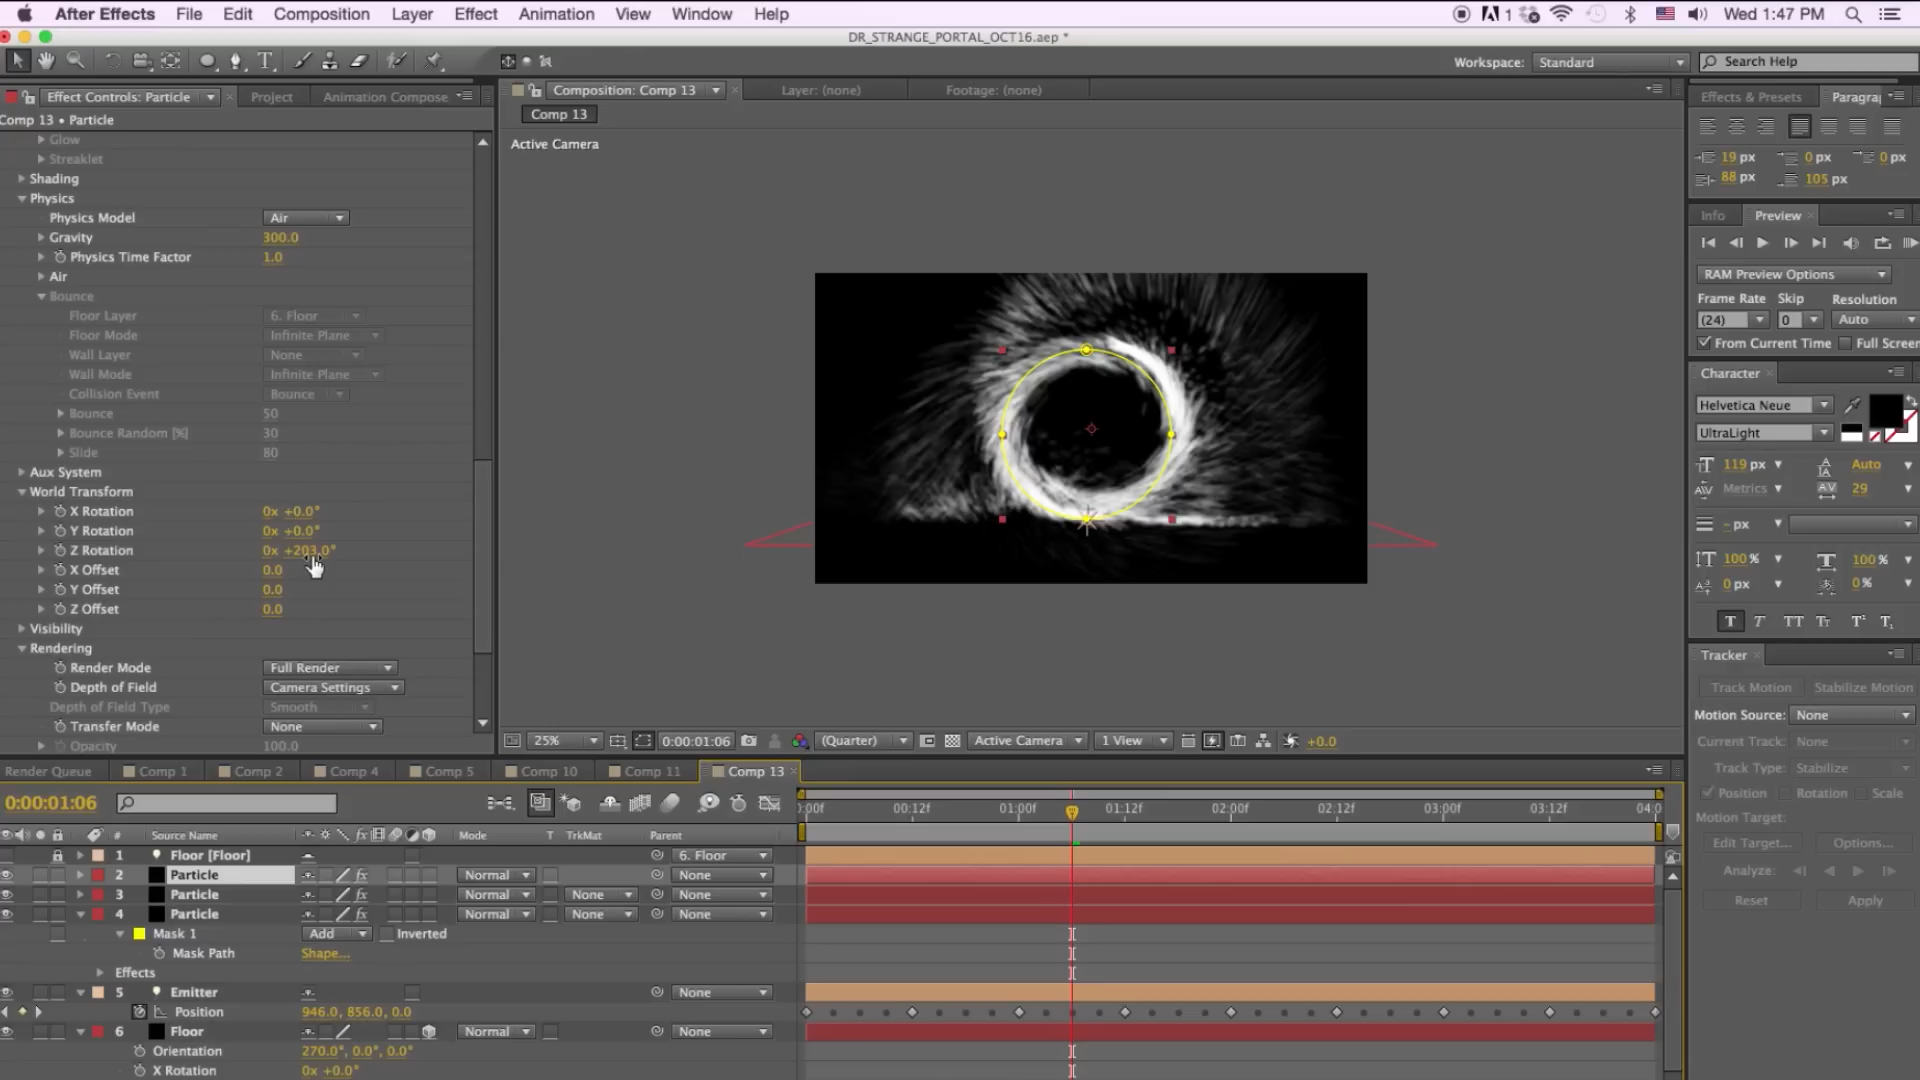 After Effects File Edit Composition Layer Effect Animation View Window Help 1 Wed 1:47 PM
DR_STRANGE_PORTAL_OCT16.aep *
Workspace: Standard Search Help
Effect Controls: Particle Project Animation Compose
Composition: Comp 13 Layer: (none) Footage: (none)
Effects & Presets Paragra
Comp 13 • Particle
Comp 13
Active Camera
Glow
Streaklet
Shading
Physics
Physics Model Air
Gravity 300.0
Physics Time Factor 1.0
Air
Bounce
Floor Layer 6. Floor
Floor Mode Infinite Plane
Wall Layer None
Wall Mode Infinite Plane
Collision Event Bounce
Bounce 50
Bounce Random [%] 30
Slide 80
Aux System
World Transform
X Rotation 0x +0.0°
Y Rotation 0x +0.0°
Z Rotation 0x +203.0°
X Offset 0.0
Y Offset 0.0
Z Offset 0.0
Visibility
Rendering
Render Mode Full Render
Depth of Field Camera Settings
Depth of Field Type Smooth
Transfer Mode None
Opacity 100.0
19 px 0 px 0 px
88 px 105 px
Info Preview
RAM Preview Options
Frame Rate Skip Resolution
(24) 0 Auto
From Current Time Full Screen
Character
Helvetica Neue
UltraLight
119 px Auto
Metrics 29
- px
100 % 100 %
0 px 0 %
T T TT Tr T¹ T₁
Tracker
Track Motion Stabilize Motion
Motion Source: None
Current Track: None
Track Type: Stabilize
Position Rotation Scale
Motion Target:
Edit Target... Options...
Analyze:
Reset Apply
25% 0:00:01:06 (Quarter) Active Camera 1 View +0.0
Render Queue Comp 1 Comp 2 Comp 4 Comp 5 Comp 10 Comp 11 Comp 13
0:00:01:06
:00f 00:12f 01:00f 01:12f 02:00f 02:12f 03:00f 03:12f 04:0
# Source Name Mode T TrkMat Parent
1 Floor [Floor] 6. Floor
2 Particle Normal None
3 Particle Normal None None
4 Particle Normal None None
Mask 1 Add Inverted
Mask Path Shape...
Effects
5 Emitter None
Position 946.0, 856.0, 0.0
6 Floor Normal None
Orientation 270.0°, 0.0°, 0.0°
X Rotation 0x +0.0°